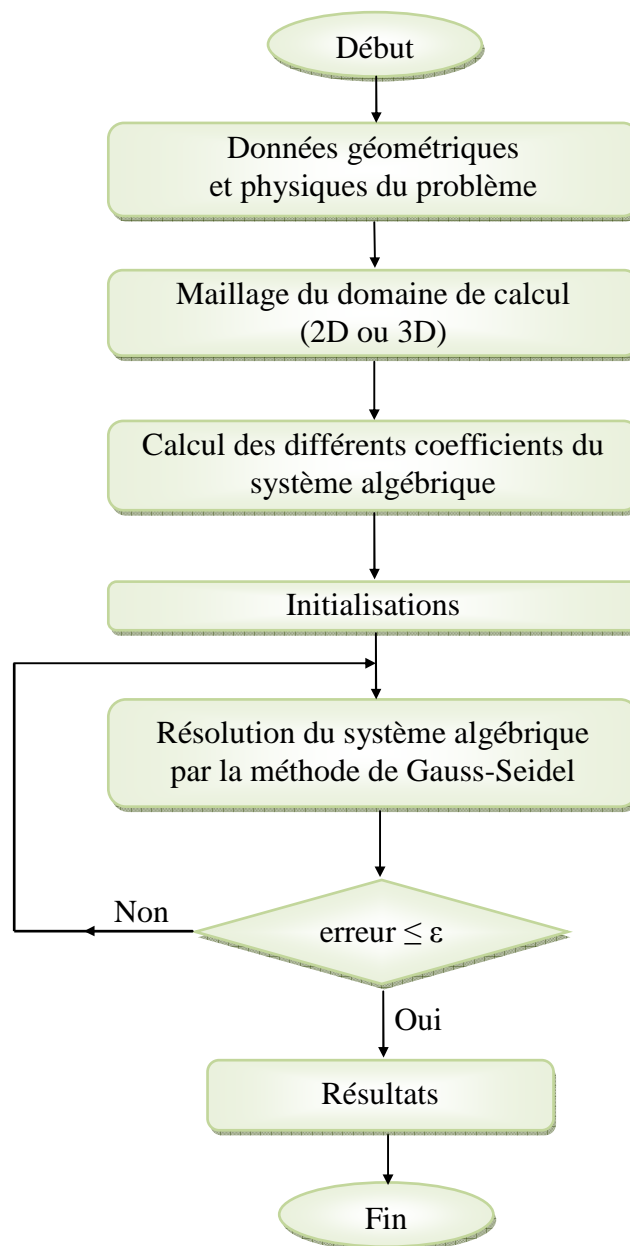 Début
Données géométriques
et physiques du problème
Maillage du domaine de calcul
(2D ou 3D)
Calcul des différents coefficients du
système algébrique
Initialisations
Résolution du système algébrique
par la méthode de Gauss-Seidel
Non
erreur ≤ ε
Oui
Résultats
Fin